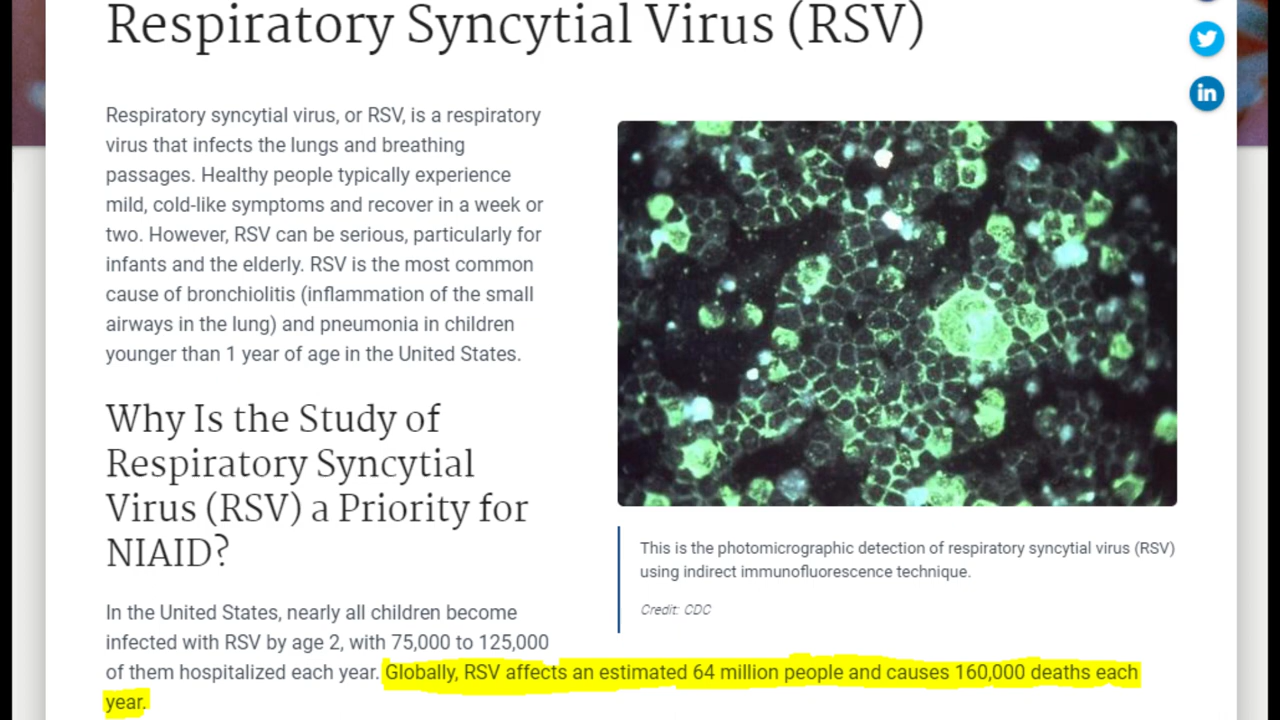 Respiratory Syncytial Virus (RSV)
Respiratory syncytial virus, or RSV, is a respiratory
virus that infects the lungs and breathing
passages. Healthy people typically experience
mild, cold-like symptoms and recover in a week or
two. However, RSV can be serious, particularly for
infants and the elderly. RSV is the most common
cause of bronchiolitis (inflammation of the small
airways in the lung) and pneumonia in children
younger than 1 year of age in the United States.
Why Is the Study of
Respiratory Syncytial
Virus (RSV) a Priority for
NIAID?
This is the photomicrographic detection of respiratory syncytial virus (RSV)
using indirect immunofluorescence technique.
Credit: CDC
In the United States, nearly all children become
infected with RSV by age 2, with 75,000 to 125,000
of them hospitalized each year. Globally, RSV affects an estimated 64 million people and causes 160,000 deaths each
year.
in